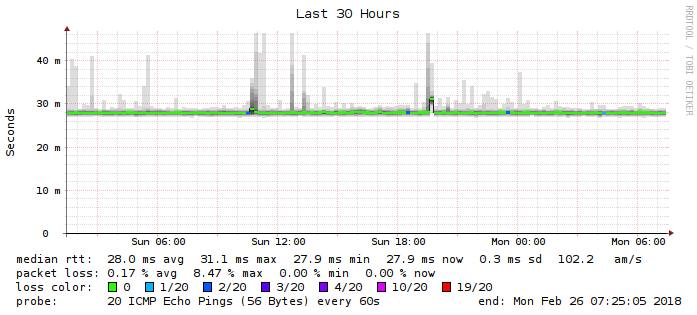 Last 30 Hours
RRDTOOL / TOBI OETIKER
Seconds
40 m
30 m
20 m
10 m
0
Sun 06:00 Sun 12:00 Sun 18:00 Mon 00:00 Mon 06:00
median rtt: 28.0 ms avg 31.1 ms max 27.9 ms min 27.9 ms now 0.3 ms sd 102.2 am/s
packet loss: 0.17 % avg 8.47 % max 0.00 % min 0.00 % now
loss color: 0 1/20 2/20 3/20 4/20 10/20 19/20
probe: 20 ICMP Echo Pings (56 Bytes) every 60s end: Mon Feb 26 07:25:05 2018